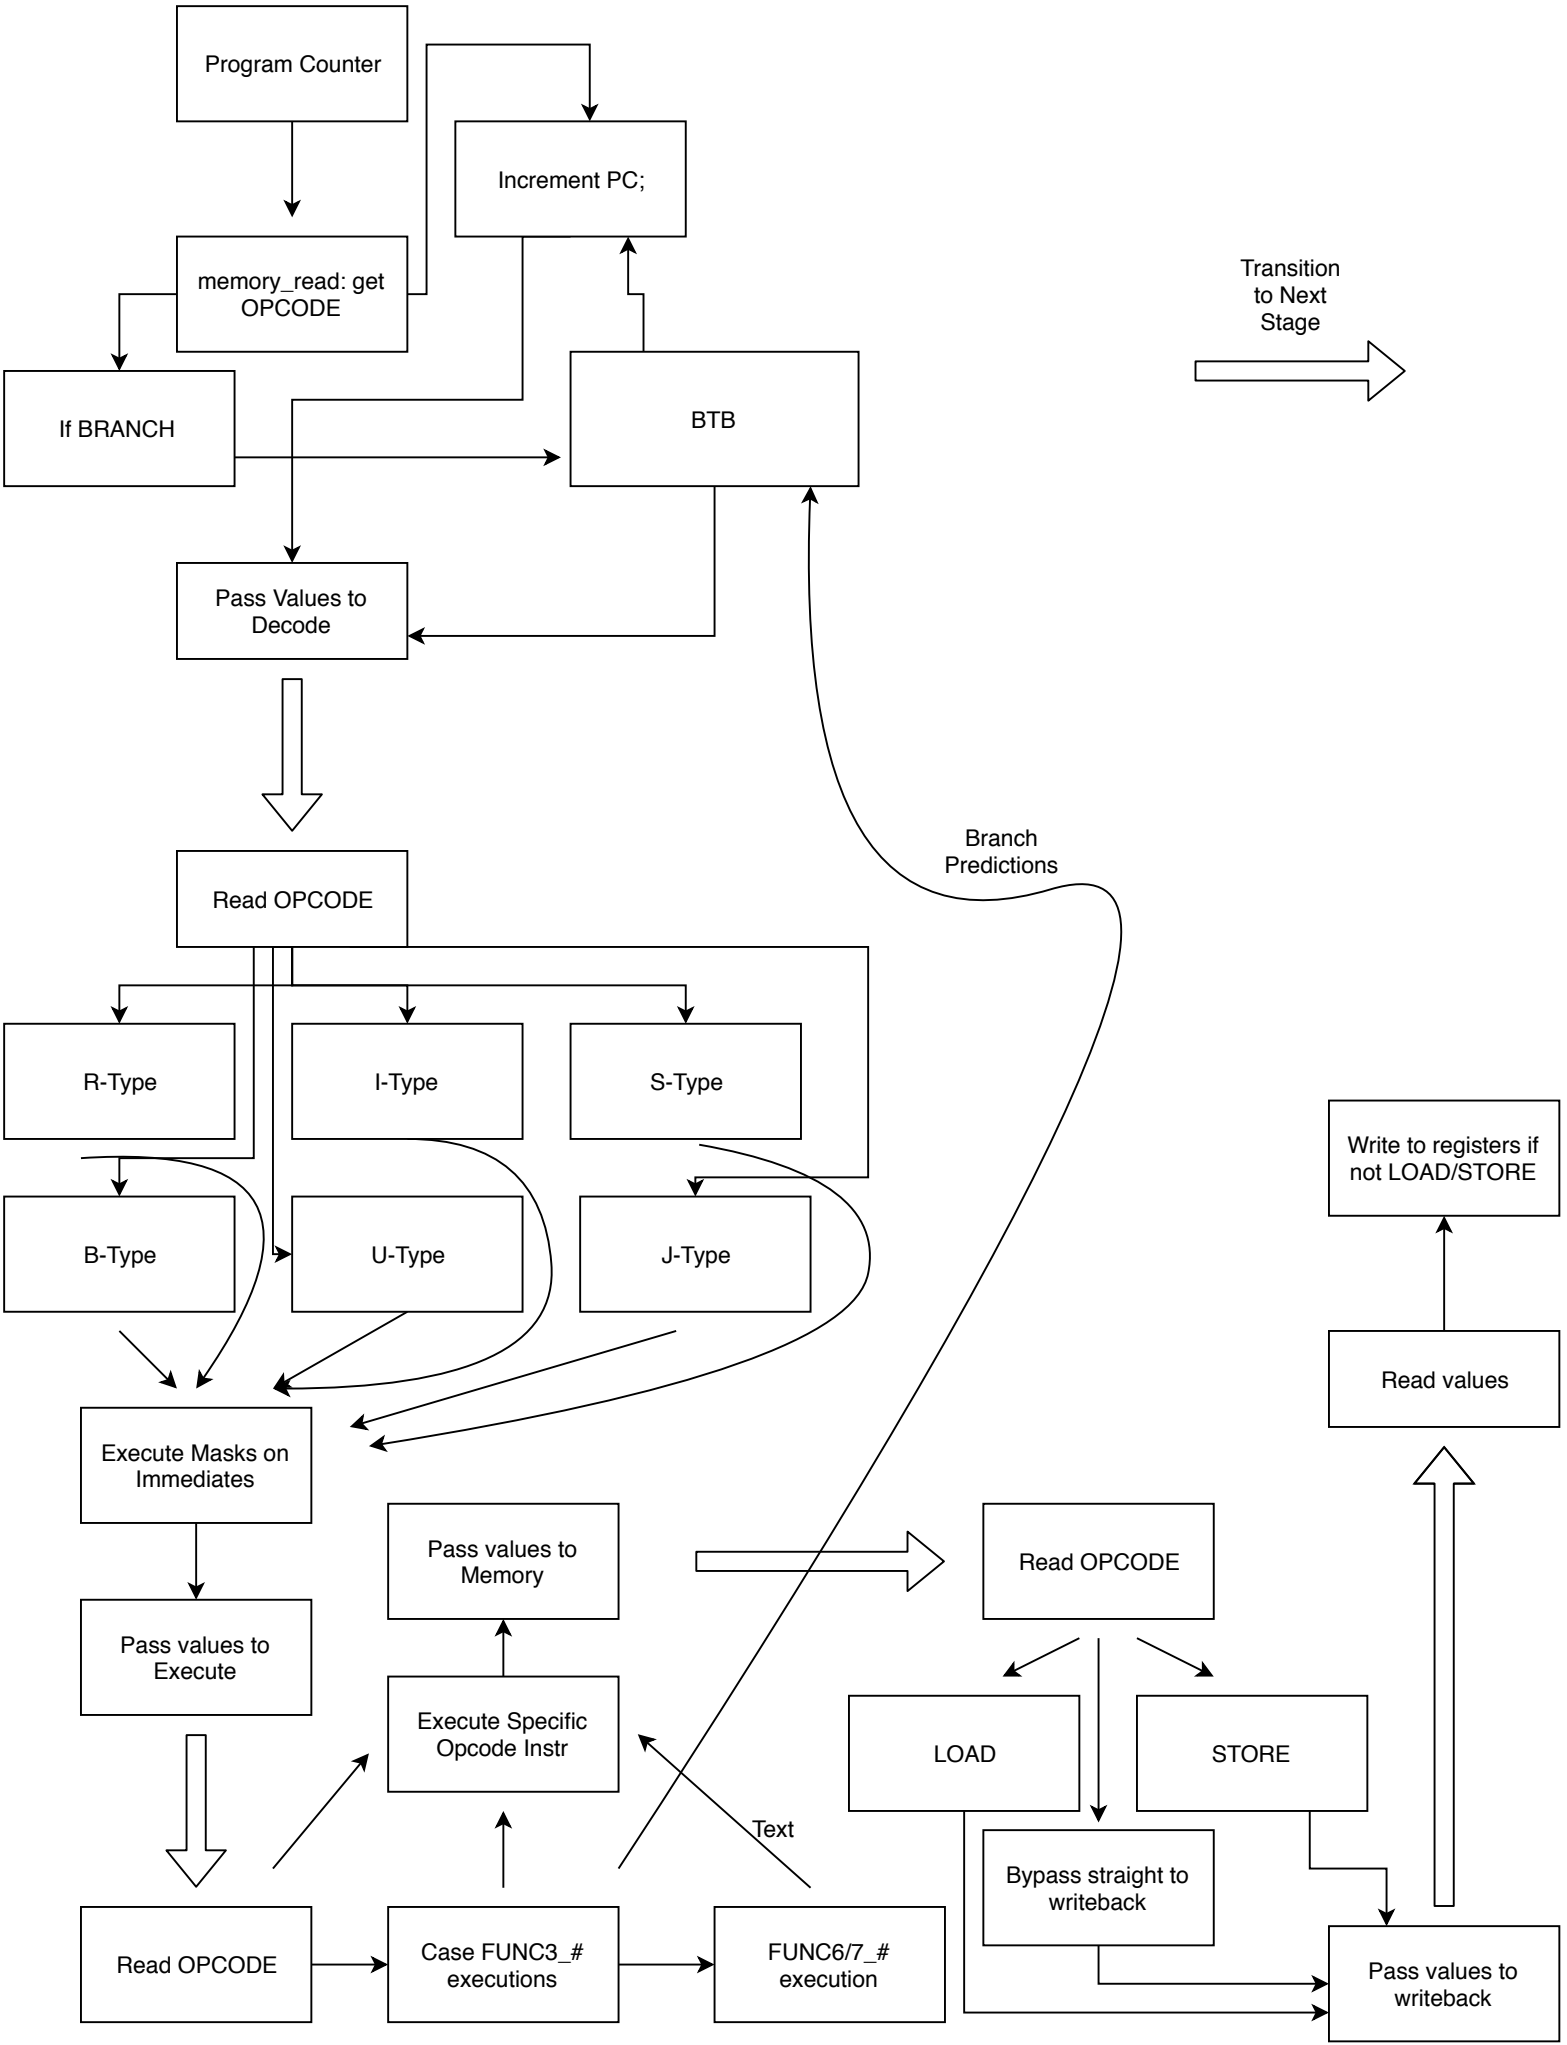 Program Counter
Increment PC;
memory_read: get
OPCODE
Transition
to Next
Stage
If BRANCH
BTB
Pass Values to
Decode
Branch
Predictions
Read OPCODE
R-Type
I-Type
S-Type
Write to registers if
not LOAD/STORE
B-Type
U-Type
J-Type
Read values
Execute Masks on
Immediates
Pass values to
Memory
Read OPCODE
Pass values to
Execute
Execute Specific
Opcode Instr
LOAD
STORE
Text
Bypass straight to
writeback
Read OPCODE
Case FUNC3_#
executions
FUNC6/7_#
execution
Pass values to
writeback